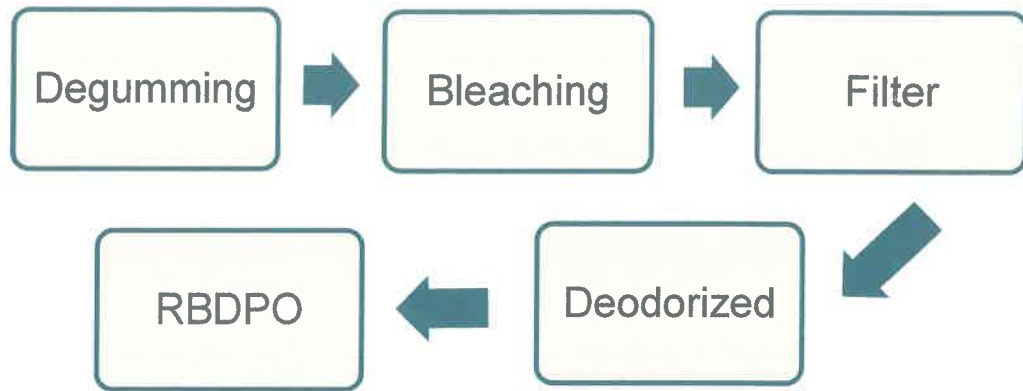 Degumming
Bleaching
Filter
Deodorized
RBDPO